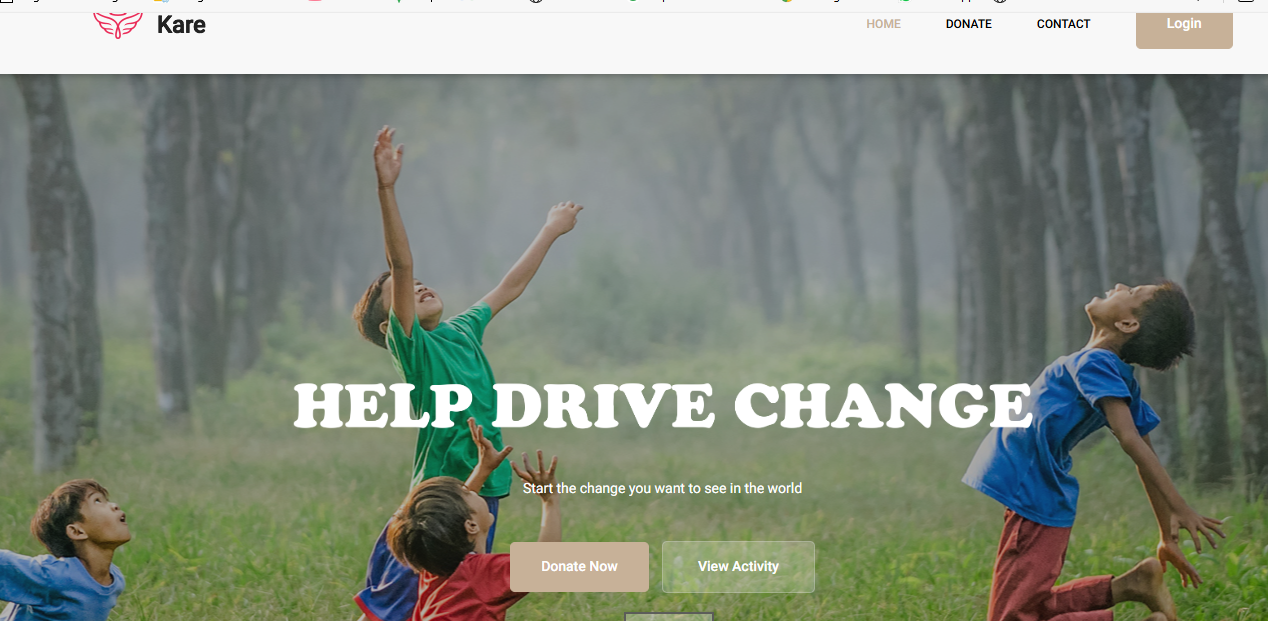 Kare
HOME
DONATE
CONTACT
Login
HELP DRIVE CHANGE
Start the change you want to see in the world
Donate Now
View Activity